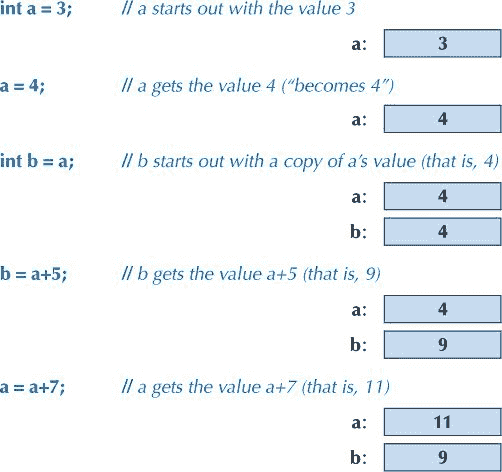 int a = 3; // a starts out with the value 3
a: 3
a = 4; // a gets the value 4 (“becomes 4”)
a: 4
int b = a; // b starts out with a copy of a’s value (that is, 4)
a: 4
b: 4
b = a+5; // b gets the value a+5 (that is, 9)
a: 4
b: 9
a = a+7; // a gets the value a+7 (that is, 11)
a: 11
b: 9